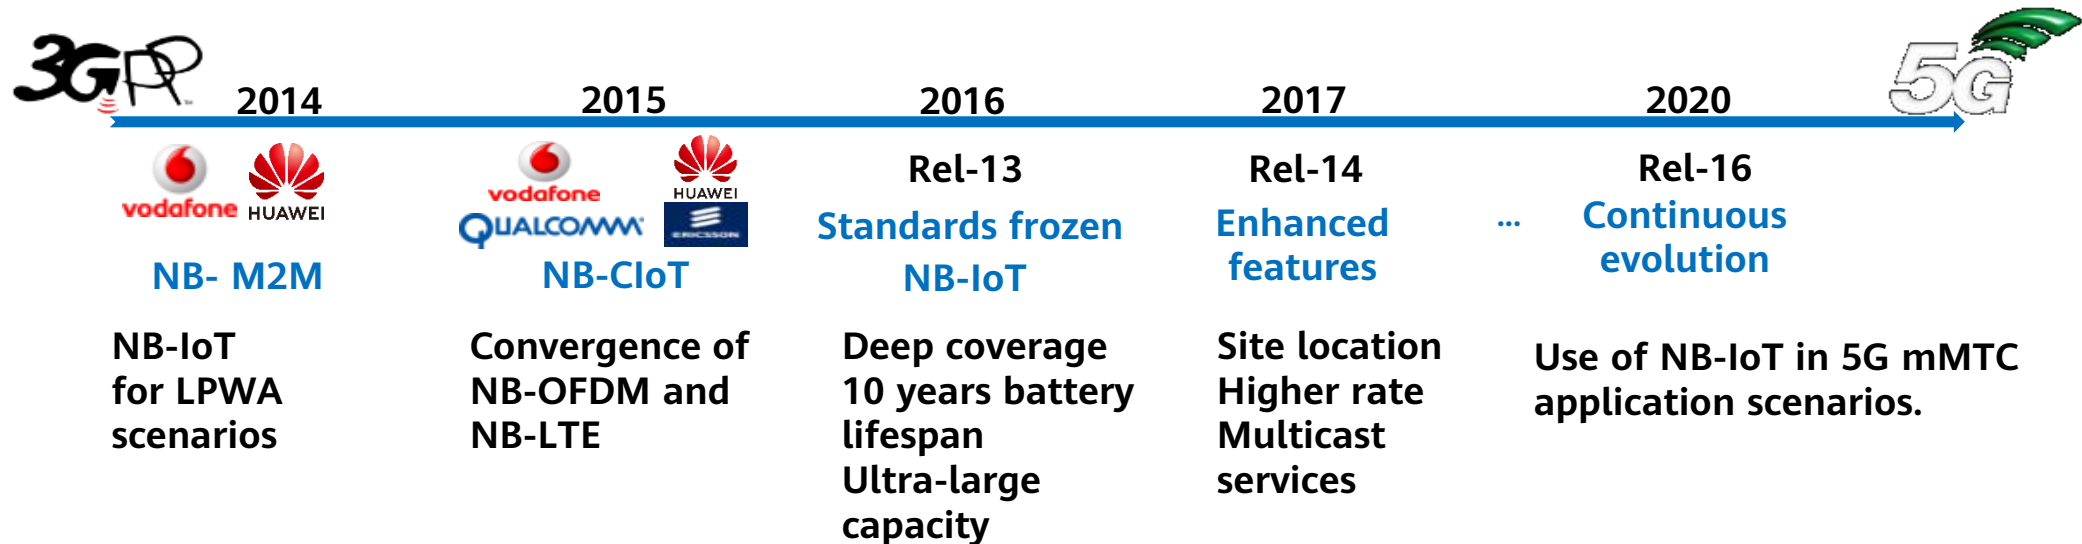 3GPP
5G
2014
2015
2016
2017
2020
vodafone
HUAWEI
NB- M2M
NB-IoT
for LPWA
scenarios
vodafone
HUAWEI
QUALCOMM
ERICSSON
NB-CIoT
Convergence of
NB-OFDM and
NB-LTE
Rel-13
Standards frozen
NB-IoT
Deep coverage
10 years battery
lifespan
Ultra-large
capacity
Rel-14
Enhanced
features
Site location
Higher rate
Multicast
services
...
Rel-16
Continuous
evolution
Use of NB-IoT in 5G mMTC
application scenarios.